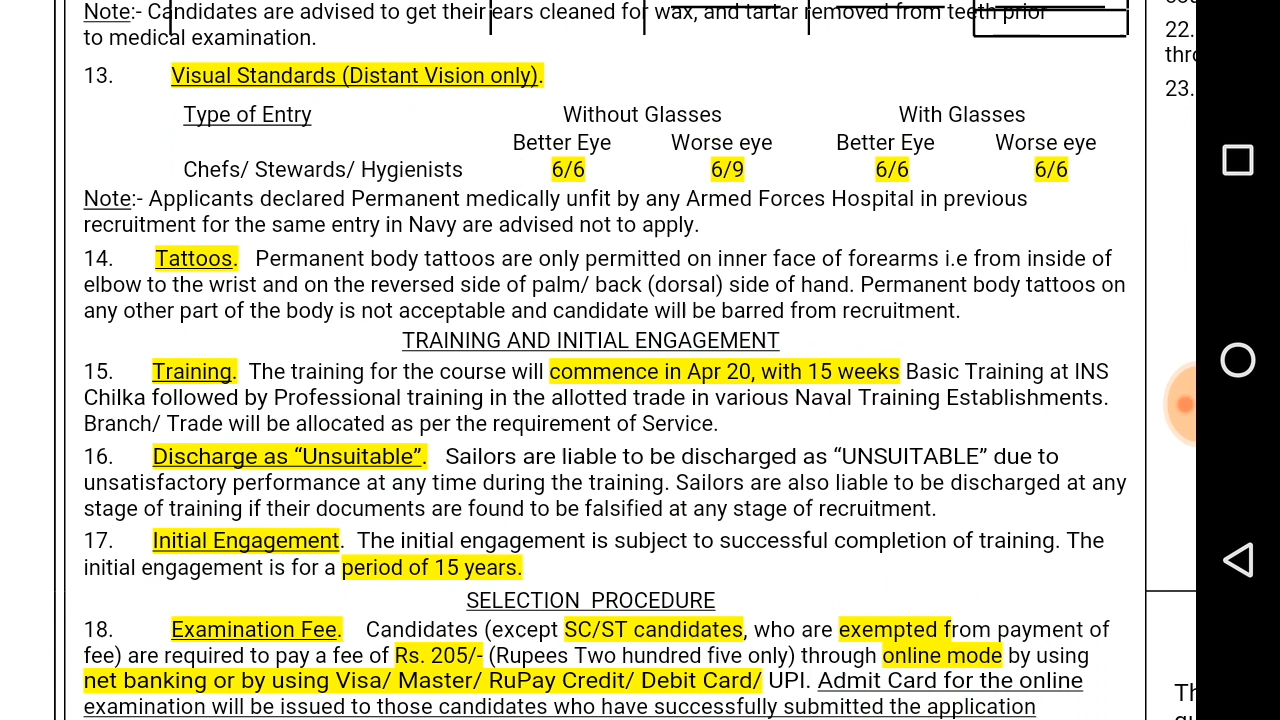 Note:- Candidates are advised to get their ears cleaned for wax, and tartar removed from teeth prior
to medical examination.
13. Visual Standards (Distant Vision only).
Type of Entry Without Glasses With Glasses
Better Eye Worse eye Better Eye Worse eye
Chefs/ Stewards/ Hygienists 6/6 6/9 6/6 6/6
Note:- Applicants declared Permanent medically unfit by any Armed Forces Hospital in previous
recruitment for the same entry in Navy are advised not to apply.
14. Tattoos. Permanent body tattoos are only permitted on inner face of forearms i.e from inside of
elbow to the wrist and on the reversed side of palm/ back (dorsal) side of hand. Permanent body tattoos on
any other part of the body is not acceptable and candidate will be barred from recruitment.
TRAINING AND INITIAL ENGAGEMENT
15. Training. The training for the course will commence in Apr 20, with 15 weeks Basic Training at INS
Chilka followed by Professional training in the allotted trade in various Naval Training Establishments.
Branch/ Trade will be allocated as per the requirement of Service.
16. Discharge as “Unsuitable”. Sailors are liable to be discharged as “UNSUITABLE” due to
unsatisfactory performance at any time during the training. Sailors are also liable to be discharged at any
stage of training if their documents are found to be falsified at any stage of recruitment.
17. Initial Engagement. The initial engagement is subject to successful completion of training. The
initial engagement is for a period of 15 years.
SELECTION PROCEDURE
18. Examination Fee. Candidates (except SC/ST candidates, who are exempted from payment of
fee) are required to pay a fee of Rs. 205/- (Rupees Two hundred five only) through online mode by using
net banking or by using Visa/ Master/ RuPay Credit/ Debit Card/ UPI. Admit Card for the online
examination will be issued to those candidates who have successfully submitted the application
22.
23.